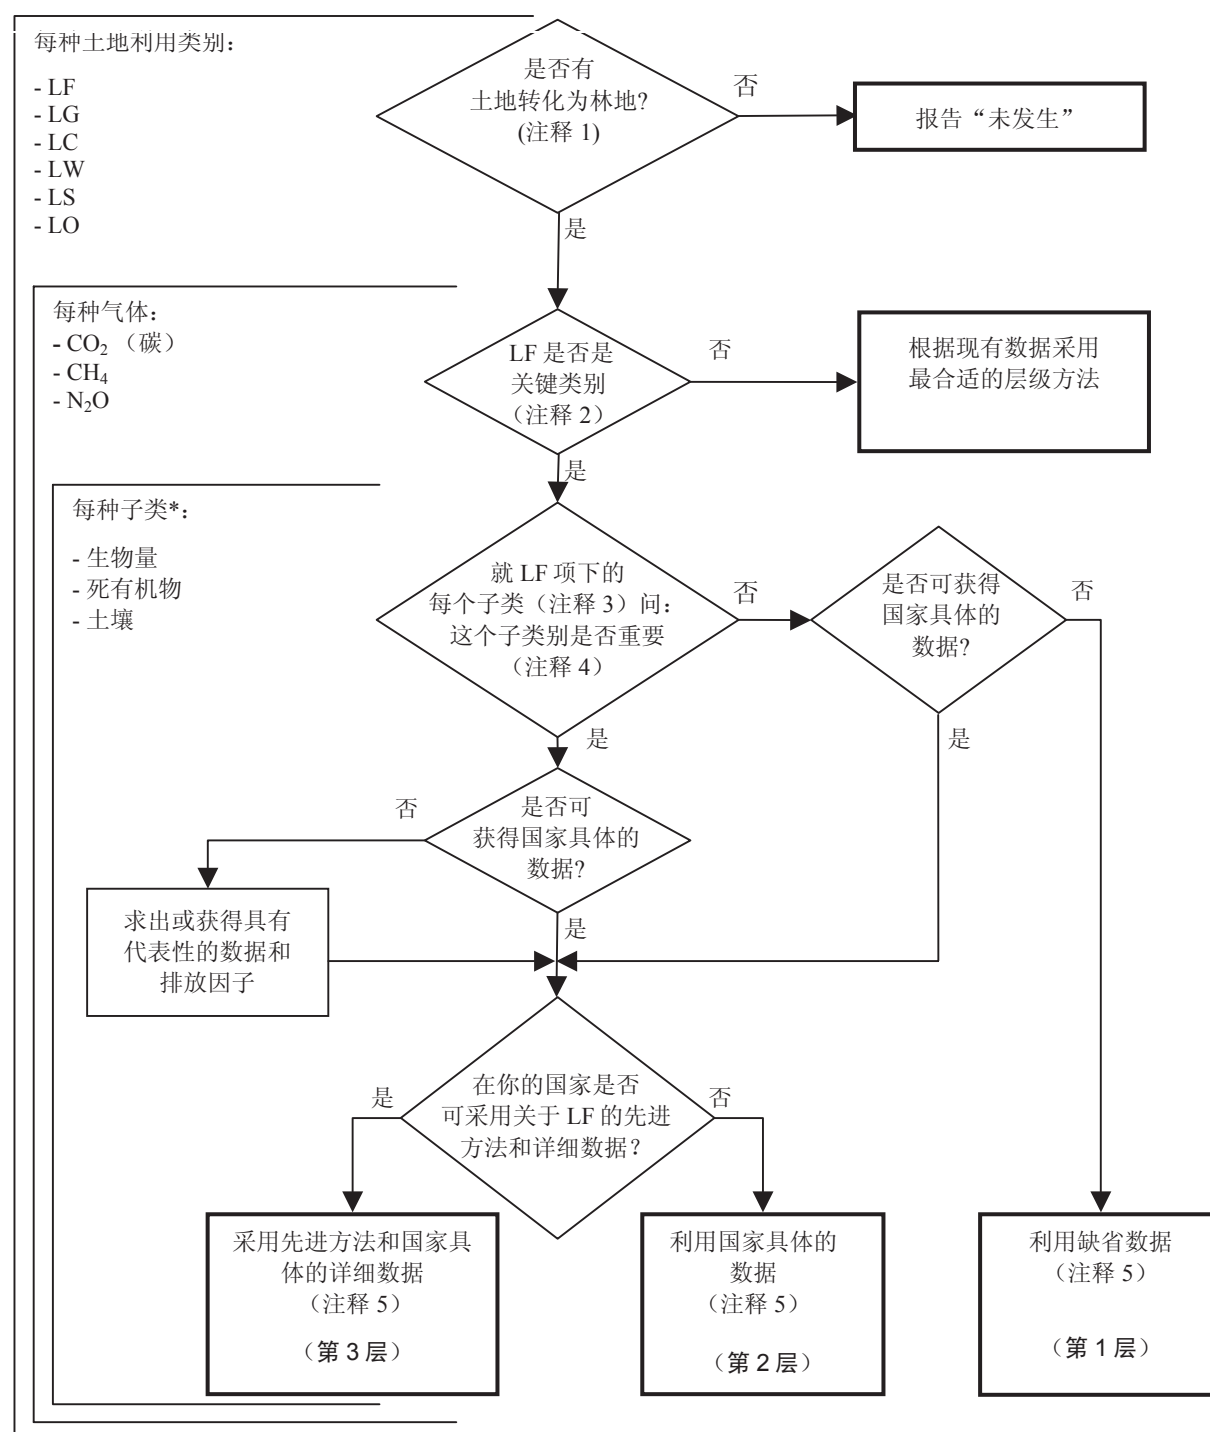 每种土地利用类别：
- LF
- LG
- LC
- LW
- LS
- LO
是否有
土地转化为林地?
(注释 1)
否
报告“未发生”
是
每种气体：
- CO₂ （碳）
- CH₄
- N₂O
LF 是否是
关键类别
（注释 2）
否
根据现有数据采用
最合适的层级方法
是
每种子类*：
- 生物量
- 死有机物
- 土壤
就 LF 项下的
每个子类（注释 3）问：
这个子类别是否重要
（注释 4）
否
是否可获得
国家具体的
数据?
否
是
是
否
是否可
获得国家具体的
数据?
是
求出或获得具有
代表性的数据和
排放因子
是
在你的国家是否
可采用关于 LF 的先进
方法和详细数据？
否
采用先进方法和国家具
体的详细数据
（注释 5）
（第 3 层）
利用国家具体的
数据
（注释 5）
（第 2 层）
利用缺省数据
（注释 5）
（第 1 层）